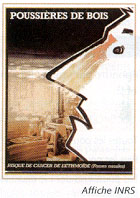 POUSSIÈRES DE BOIS
RISQUE DE CANCER DE L'ETHMOÏDE (Fosses nasales)
Affiche INRS